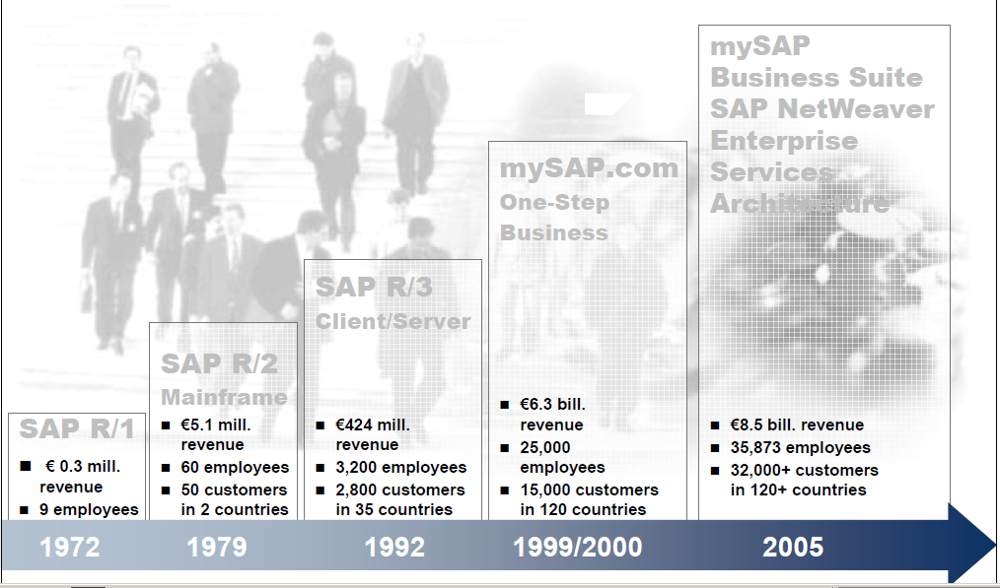 SAP R/1
■ € 0.3 mill.
revenue
■ 9 employees
1972
SAP R/2
Mainframe
■ €5.1 mill.
revenue
■ 60 employees
■ 50 customers
in 2 countries
1979
SAP R/3
Client/Server
■ €424 mill.
revenue
■ 3,200 employees
■ 2,800 customers
in 35 countries
1992
mySAP.com
One-Step
Business
■ €6.3 bill.
revenue
■ 25,000
employees
■ 15,000 customers
in 120 countries
1999/2000
mySAP
Business Suite
SAP NetWeaver
Enterprise
Services
Architecture
■ €8.5 bill. revenue
■ 35,873 employees
■ 32,000+ customers
in 120+ countries
2005